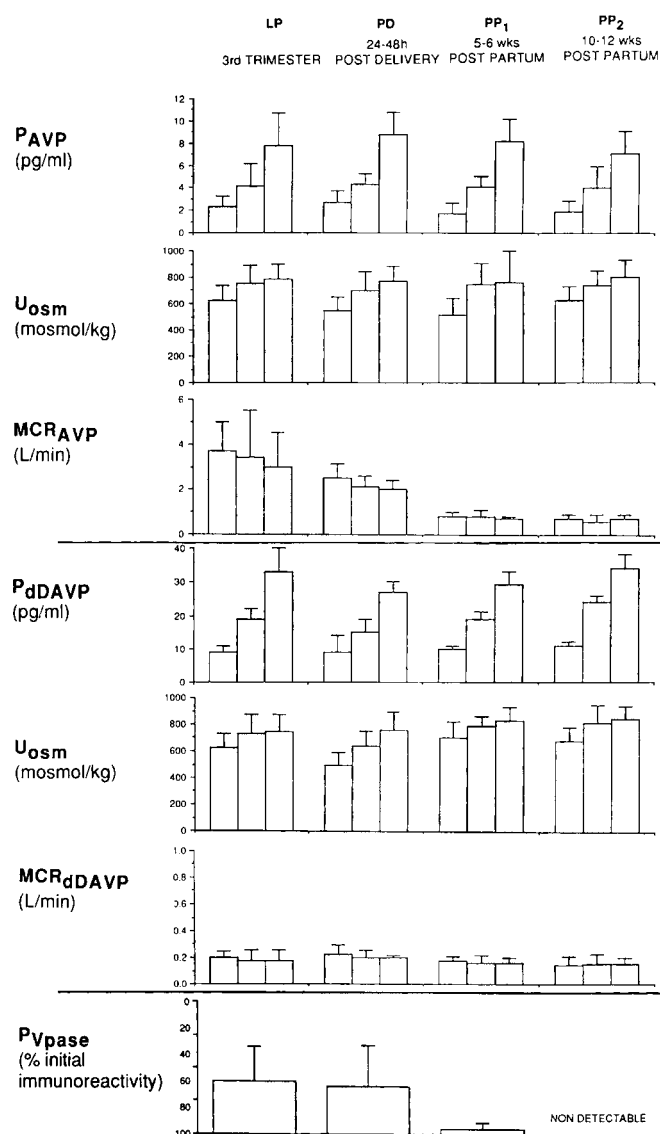 LP PD PP1 PP2
24-48h 5-6 wks 10-12 wks
3rd TRIMESTER POST DELIVERY POST PARTUM POST PARTUM
PAVP
(pg/ml)
12
10
8
6
4
2
0
Uosm
(mosmol/kg)
1000
800
600
400
200
0
MCRAVP
(L/min)
6
4
2
0
PdDAVP
(pg/ml)
40
30
20
10
0
Uosm
(mosmol/kg)
1000
800
600
400
200
0
MCRdDAVP
(L/min)
1.0
0.8
0.6
0.4
0.2
0.0
PVpase
(% initial
immunoreactivity)
0
20
40
60
80
100
NON DETECTABLE